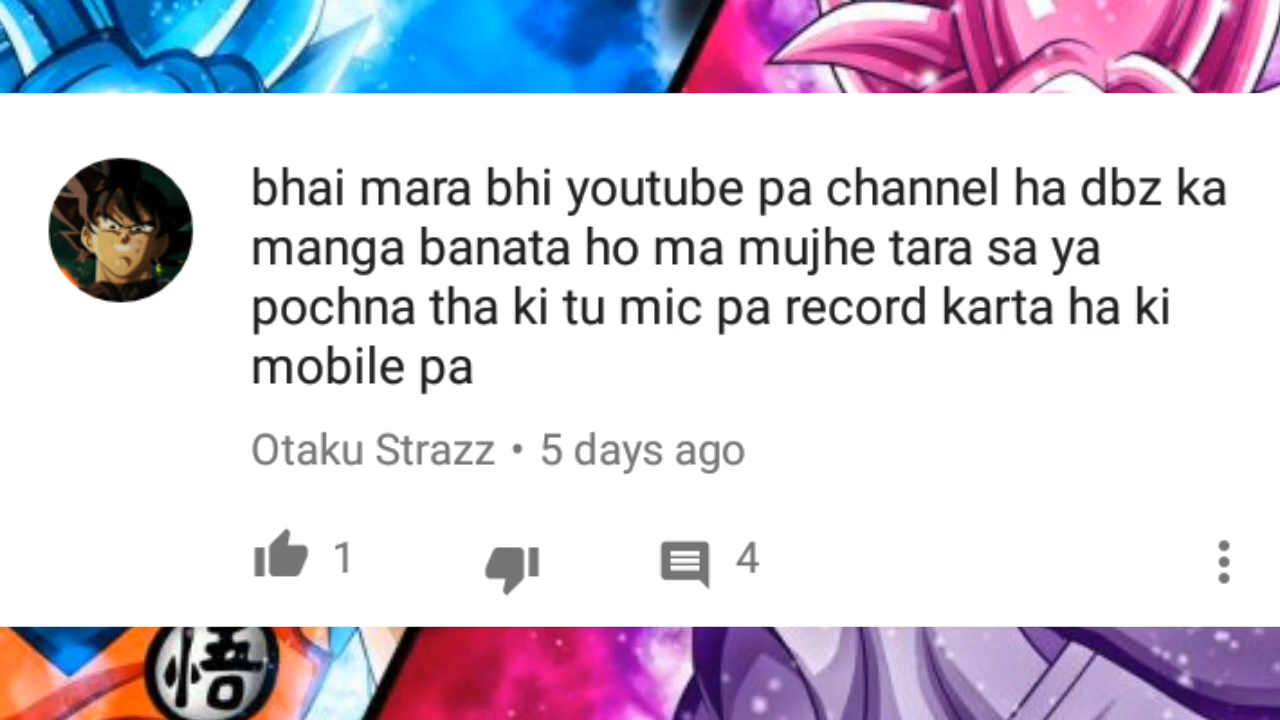 bhai mara bhi youtube pa channel ha dbz ka
manga banata ho ma mujhe tara sa ya
pochna tha ki tu mic pa record karta ha ki
mobile pa
Otaku Strazz • 5 days ago
1 4
悟